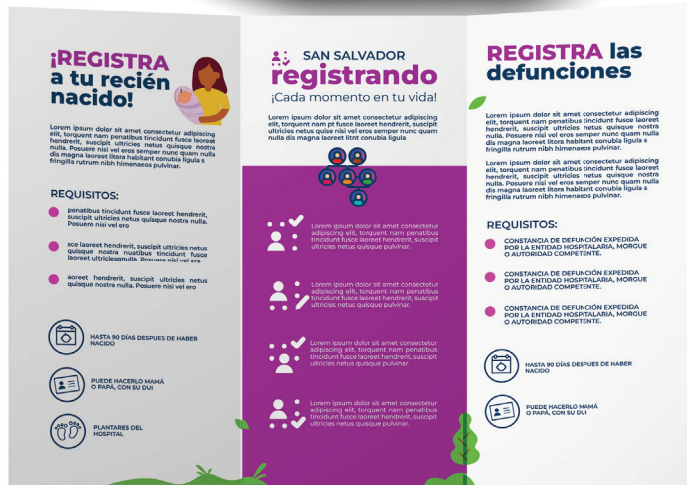 ¡REGISTRA
a tu recién
nacido!
Lorem ipsum dolor sit amet consectetur adipiscing
elit, torquent nam penatibus tincidunt fusce laoreet
hendrerit, suscipit ultricies netus quisque nostra
nulla. Posuere nisi vel eros semper nunc quam nulla
dis magna laoreet litora habitant conubia ligula s
fringilla rutrum nibh himenaeos pulvinar.
REQUISITOS:
penatibus tincidunt fusce laoreet hendrerit,
suscipit ultricies netus quisque nostra nulla.
Posuere nisi vel ero
sce laoreet hendrerit, suscipit ultricies netus
quisque nostra nuatibus tincidunt fusce
laoreet Posuere nisi vel era
aoreet hendrerit, suscipit ultricies netus
quisque nostra nulla. Posuere nisi vel ero
HASTA 90 DÍAS DESPUES DE HABER
NACIDO
PUEDE HACERLO MAMÁ
O PAPÁ, CON SU DUI
PLANTARES DEL
HOSPITAL
SAN SALVADOR
registrando
¡Cada momento en tu vida!
Lorem ipsum dolor sit amet consectetur adipiscing
elit, torquent nam pt fusce laoreet hendrerit, suscipit
ultricies netus quise nisi vel eros semper nunc quam
nulla dis magna laoreet litnt conubia ligula
Lorem ipsum dolor sit amet consectetur
adipiscing elit, torquent nam penatibus
tincidunt fusce laoreet hendrerit, suscipit
ultricies netus quisque pulvinar.
Lorem ipsum dolor sit amet consectetur
adipiscing elit, torquent nam penatibus
tincidunt fusce laoreet hendrerit, suscipit
ultricies netus quisque pulvinar.
Lorem ipsum dolor sit amet consectetur
adipiscing elit, torquent nam penatibus
tincidunt fusce laoreet hendrerit, suscipit
ultricies netus quisque pulvinar.
Lorem ipsum dolor sit amet consectetur
adipiscing elit, torquent nam penatibus
tincidunt fusce laoreet hendrerit, suscipit
ultricies netus quisque pulvinar.
REGISTRA las
defunciones
Lorem ipsum dolor sit amet consectetur adipiscing
elit, torquent nam penatibus tincidunt fusce laoreet
hendrerit, suscipit ultricies netus quisque nostra
nulla. Posuere nisi vel eros semper nunc quam nulla
dis magna laoreet litora habitant conubia ligula s
fringilla rutrum nibh himenaeos pulvinar.
Lorem ipsum dolor sit amet consectetur adipiscing
elit, torquent nam penatibus tincidunt fusce laoreet
hendrerit, suscipit ultricies netus quisque nostra
nulla. Posuere nisi vel eros semper nunc quam nulla
dis magna laoreet litora habitant conubia ligula s
fringilla rutrum nibh himenaeos pulvinar.
REQUISITOS:
CONSTANCIA DE DEFUNCIÓN EXPEDIDA
POR LA ENTIDAD HOSPITALARIA, MORGUE
O AUTORIDAD COMPETENTE.
CONSTANCIA DE DEFUNCIÓN EXPEDIDA
POR LA ENTIDAD HOSPITALARIA, MORGUE
O AUTORIDAD COMPETENTE.
CONSTANCIA DE DEFUNCIÓN EXPEDIDA
POR LA ENTIDAD HOSPITALARIA, MORGUE
O AUTORIDAD COMPETENTE.
HASTA 90 DÍAS DESPUES DE HABER
NACIDO
PUEDE HACERLO MAMÁ
O PAPÁ, CON SU DUI